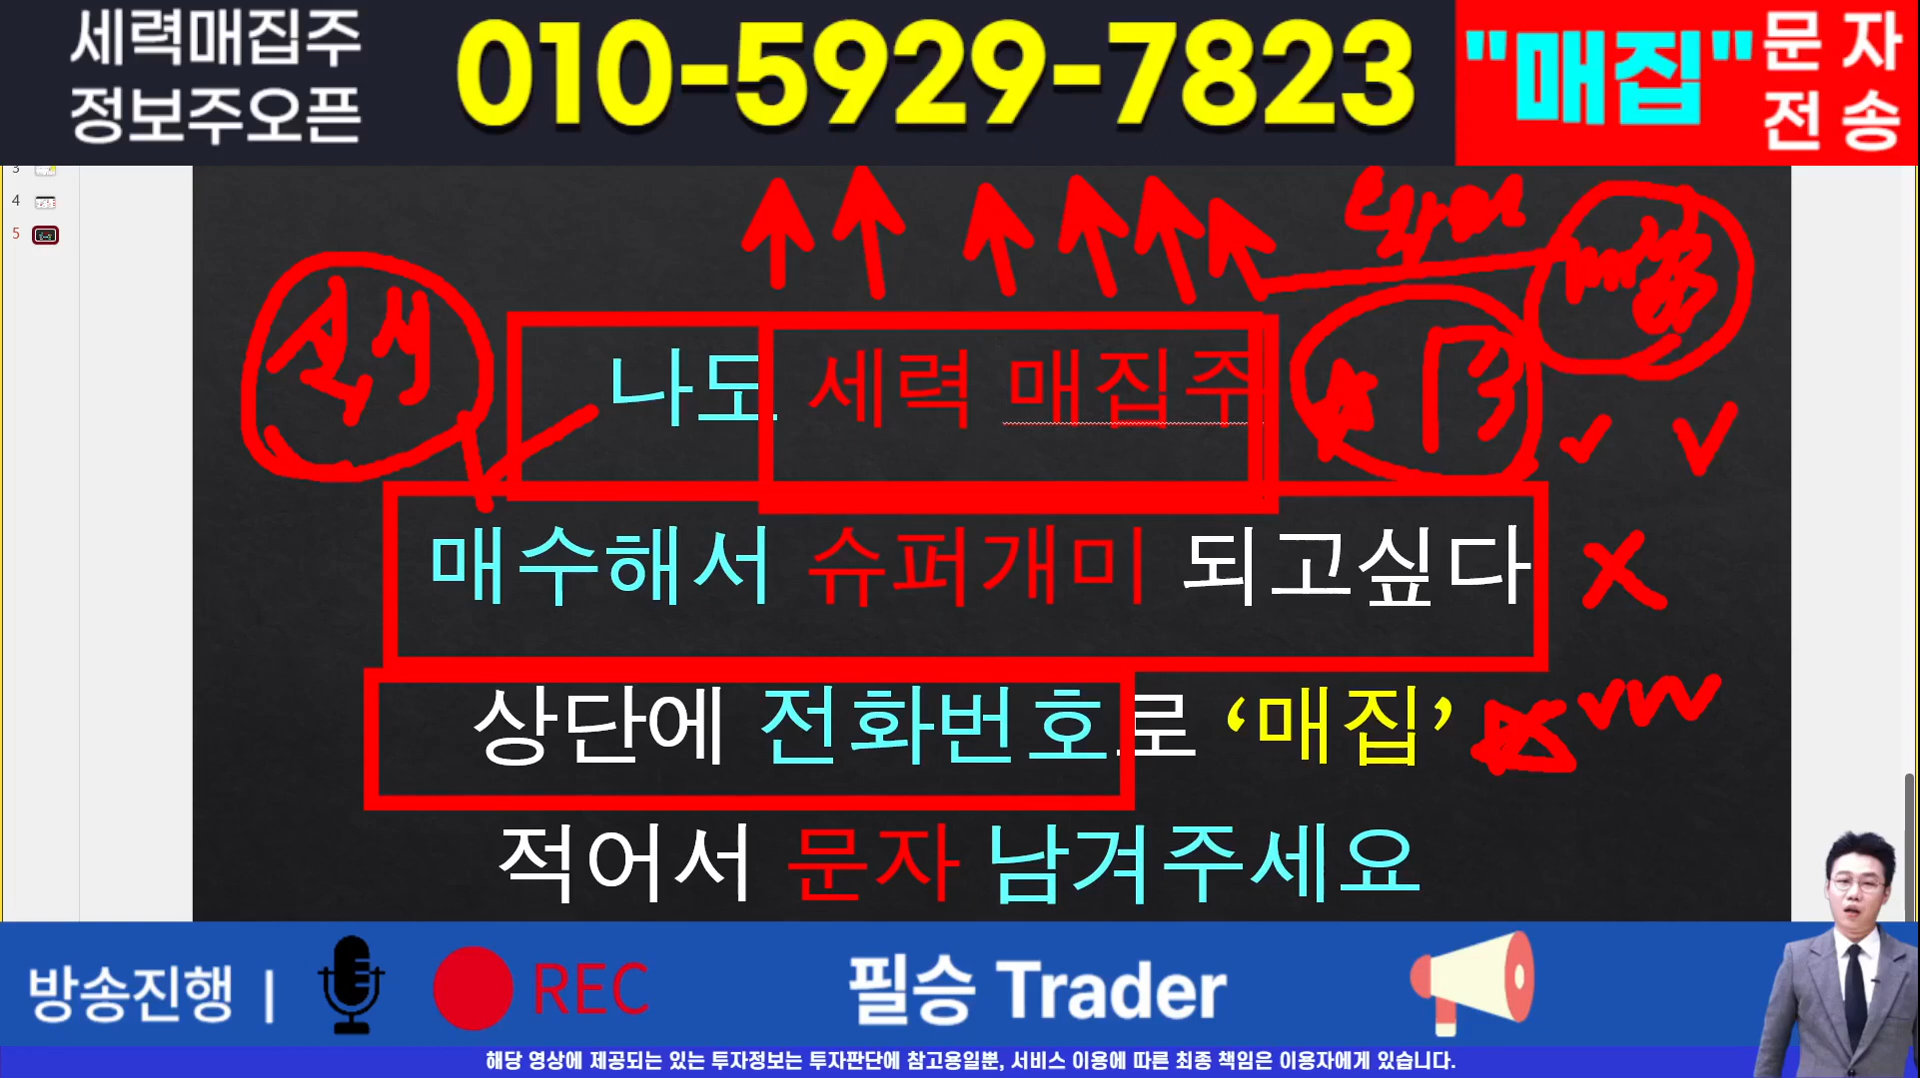 세력매집주
정보주오픈
010-5929-7823
"매집"
문자
전송
3
4
5
나도 세력 매집주
매수해서 슈퍼개미 되고싶다
상단에 전화번호로 ‘매집’
적어서 문자 남겨주세요
방송진행 |
REC
필승 Trader
해당 영상에 제공되는 있는 투자정보는 투자판단에 참고용일뿐, 서비스 이용에 따른 최종 책임은 이용자에게 있습니다.